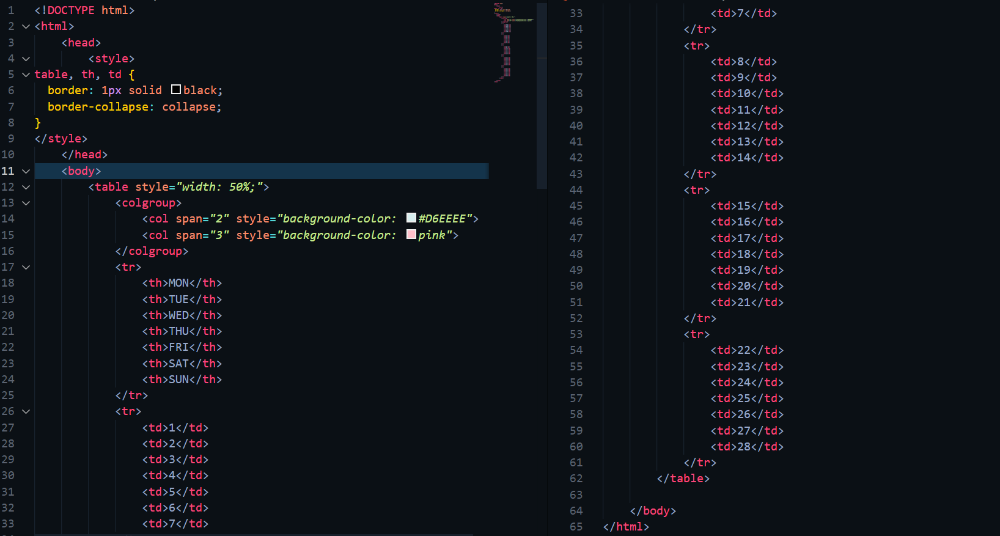 1 <!DOCTYPE html>
2 <html>
3 <head>
4 <style>
5 table, th, td {
6 border: 1px solid black;
7 border-collapse: collapse;
8 }
9 </style>
10 </head>
11 <body>
12 <table style="width: 50%;">
13 <colgroup>
14 <col span="2" style="background-color: #D6EEEE">
15 <col span="3" style="background-color: pink">
16 </colgroup>
17 <tr>
18 <th>MON</th>
19 <th>TUE</th>
20 <th>WED</th>
21 <th>THU</th>
22 <th>FRI</th>
23 <th>SAT</th>
24 <th>SUN</th>
25 </tr>
26 <tr>
27 <td>1</td>
28 <td>2</td>
29 <td>3</td>
30 <td>4</td>
31 <td>5</td>
32 <td>6</td>
33 <td>7</td>
33 <td>7</td>
34 </tr>
35 <tr>
36 <td>8</td>
37 <td>9</td>
38 <td>10</td>
39 <td>11</td>
40 <td>12</td>
41 <td>13</td>
42 <td>14</td>
43 </tr>
44 <tr>
45 <td>15</td>
46 <td>16</td>
47 <td>17</td>
48 <td>18</td>
49 <td>19</td>
50 <td>20</td>
51 <td>21</td>
52 </tr>
53 <tr>
54 <td>22</td>
55 <td>23</td>
56 <td>24</td>
57 <td>25</td>
58 <td>26</td>
59 <td>27</td>
60 <td>28</td>
61 </tr>
62 </table>
63
64 </body>
65 </html>